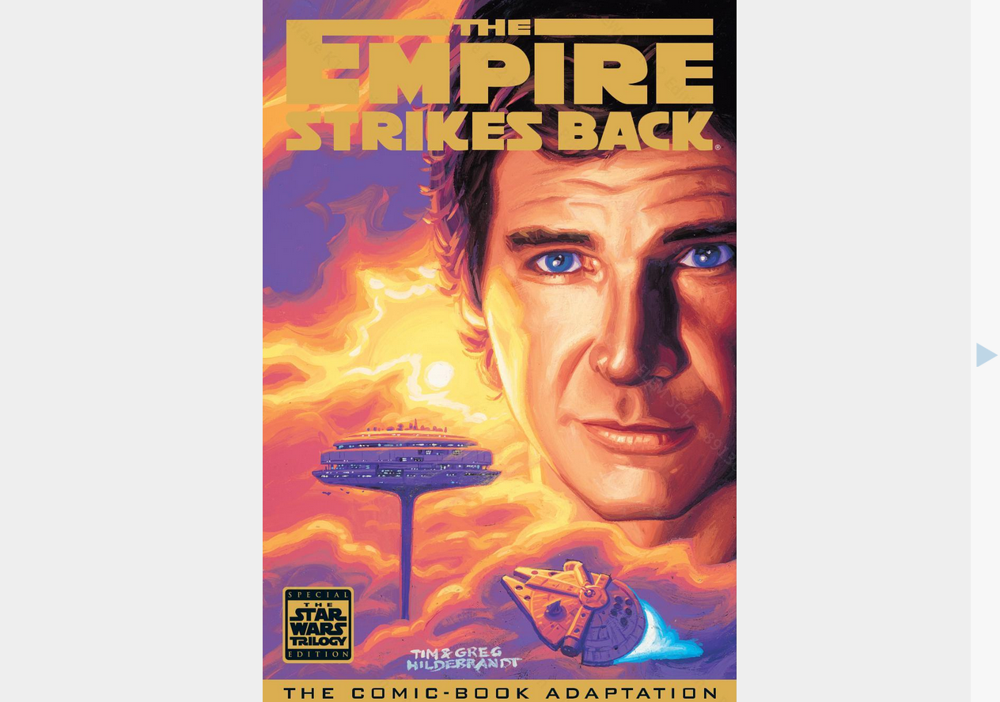 THE
EMPIRE
STRIKES BACK®
SPECIAL
THE
STAR
WARS
TRILOGY
EDITION
TIM & GREG
HILDEBRANDT
THE COMIC-BOOK ADAPTATION